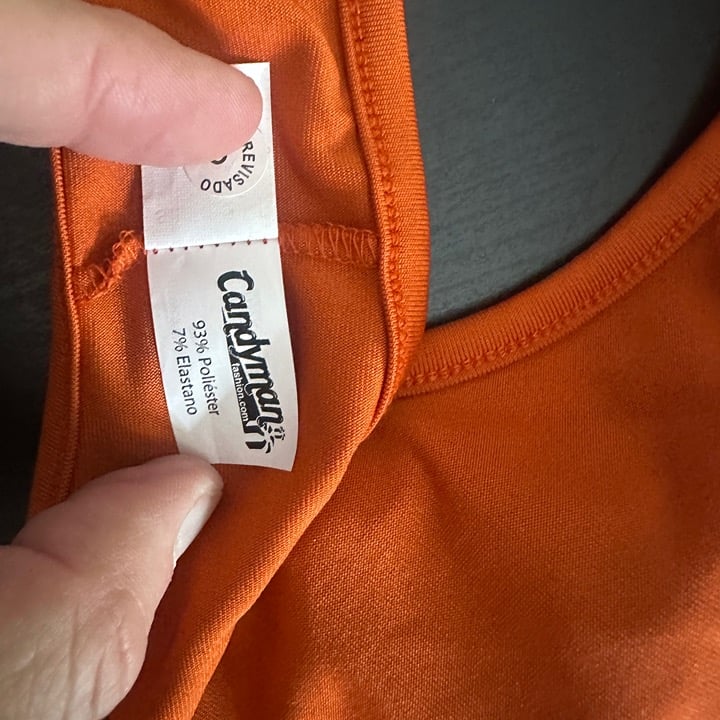 REVISADO
Candyman
fashion.com
93% Poliéster
7% Elastano